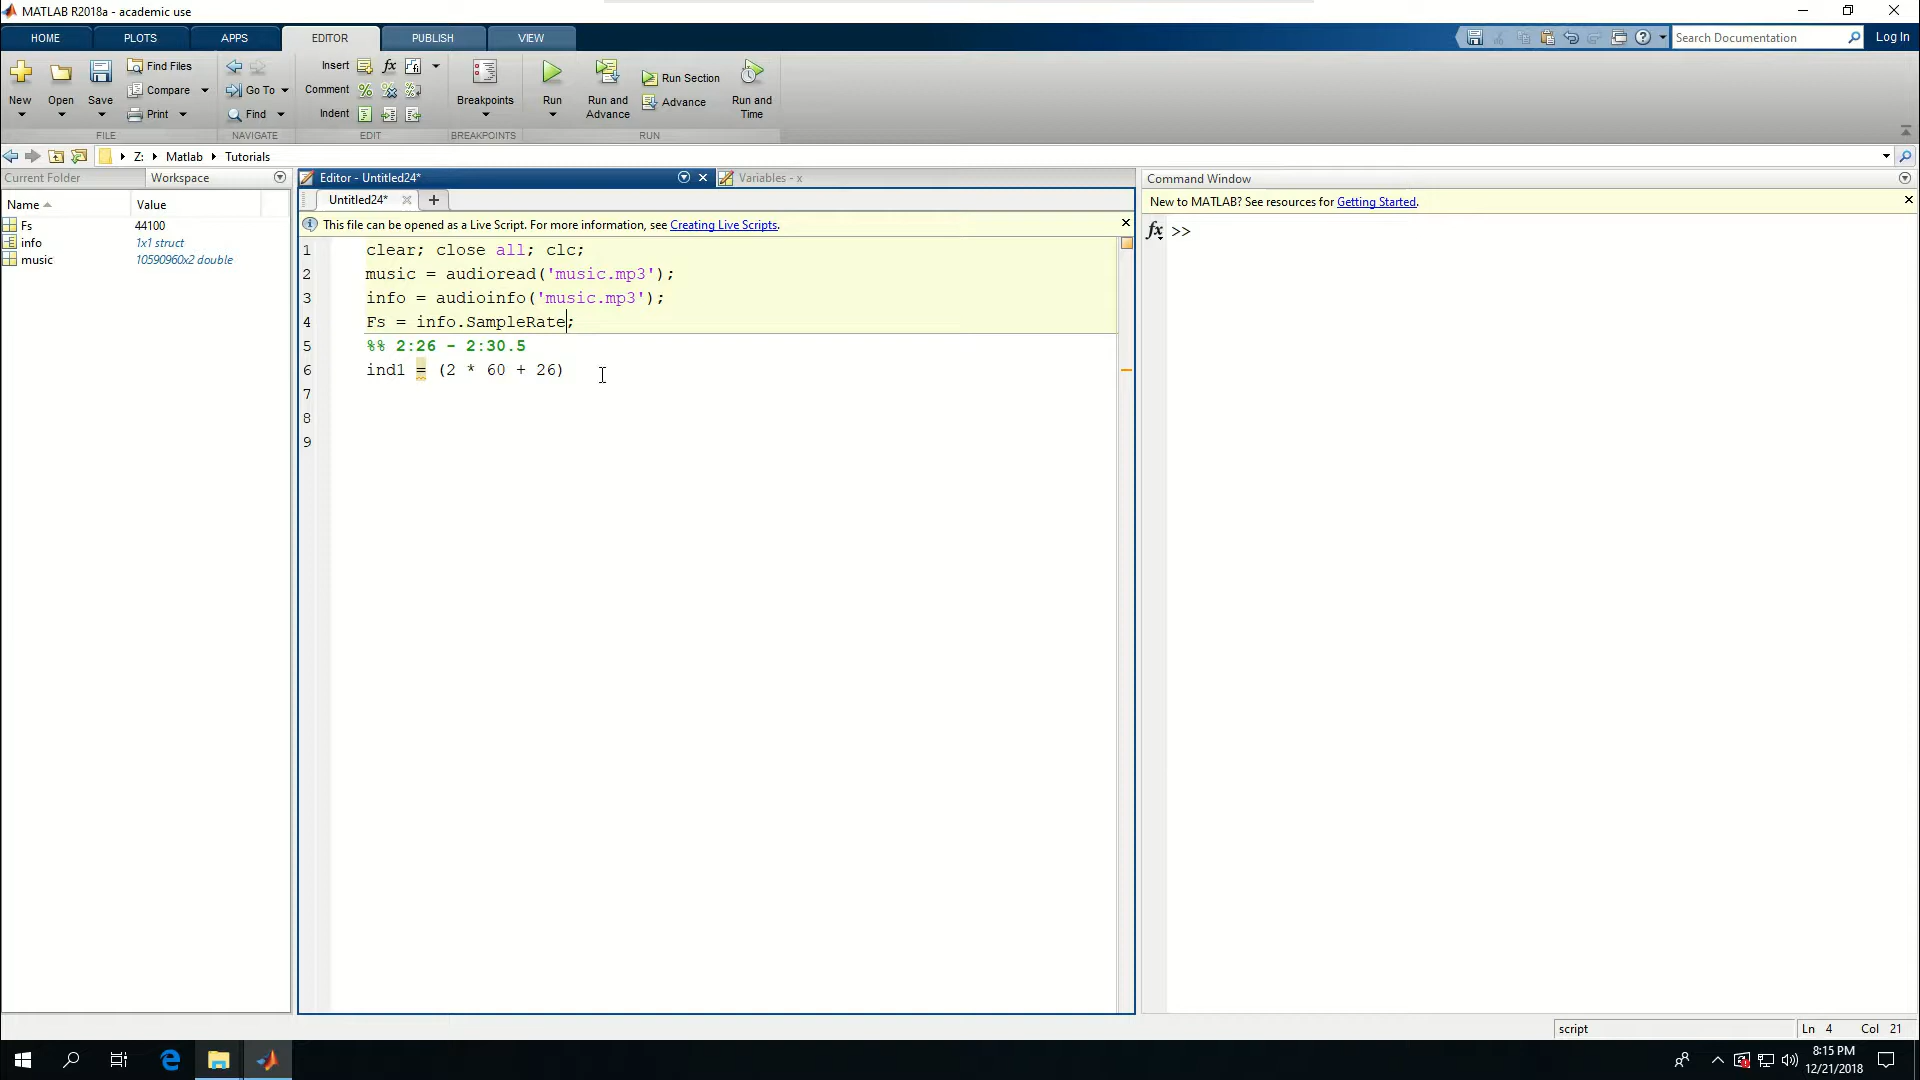 MATLAB R2018a - academic use
HOME PLOTS APPS EDITOR PUBLISH VIEW
Search Documentation
Log In
New
Open
Save
Find Files
Compare
Print
FILE
Go To
Find
NAVIGATE
Insert fx
Comment
Indent
EDIT
Breakpoints
BREAKPOINTS
Run
Run and Advance
Run Section
Advance
Run and Time
RUN
Z: Matlab Tutorials
Current Folder Workspace
Name Value
Fs 44100
info 1x1 struct
music 10590960x2 double
Editor - Untitled24*
Variables - x
Untitled24*
This file can be opened as a Live Script. For more information, see Creating Live Scripts.
1 clear; close all; clc;
2 music = audioread('music.mp3');
3 info = audioinfo('music.mp3');
4 Fs = info.SampleRate;
5 %% 2:26 - 2:30.5
6 ind1 = (2 * 60 + 26)
7
8
9
Command Window
New to MATLAB? See resources for Getting Started.
fx >>
script Ln 4 Col 21
8:15 PM
12/21/2018